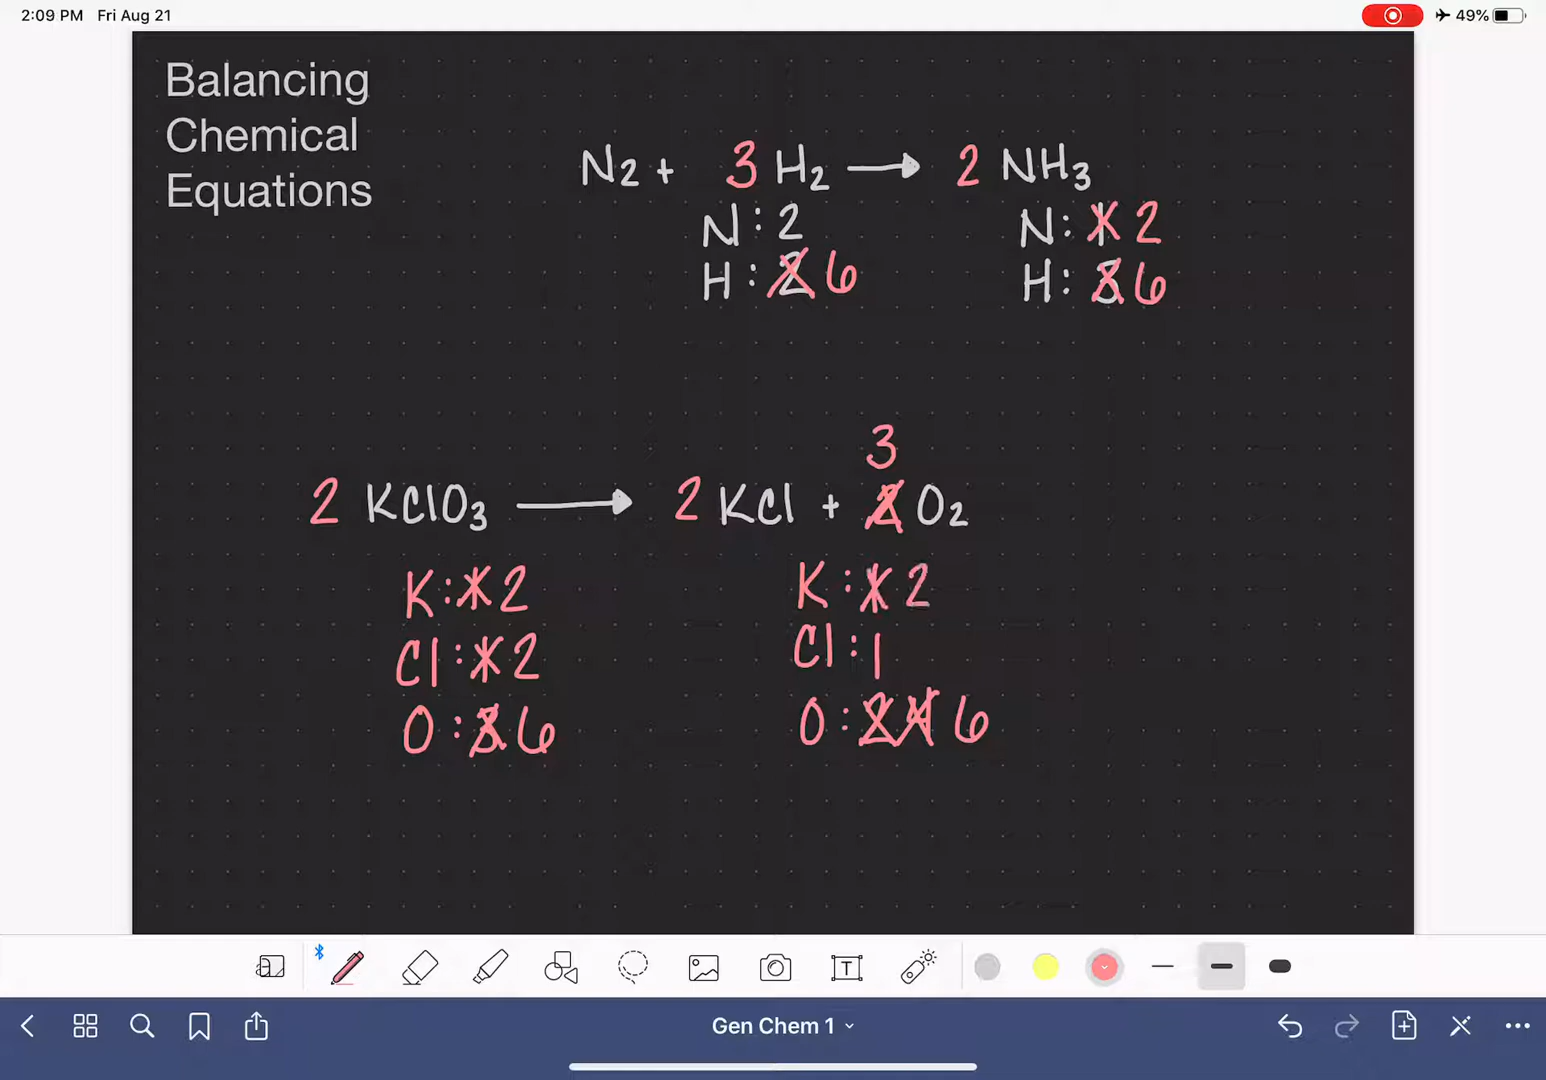 2:09 PM Fri Aug 21
49%
Balancing
Chemical
Equations
N2 + 3 H2 → 2 NH3
N : 2
H : 2 6
N : 1 2
H : 3 6
3
2 KClO3 → 2 KCl + 2 O2
K : 1 2
Cl : 1 2
O : 3 6
K : 1 2
Cl : 1
O : 2 4 6
T
Gen Chem 1